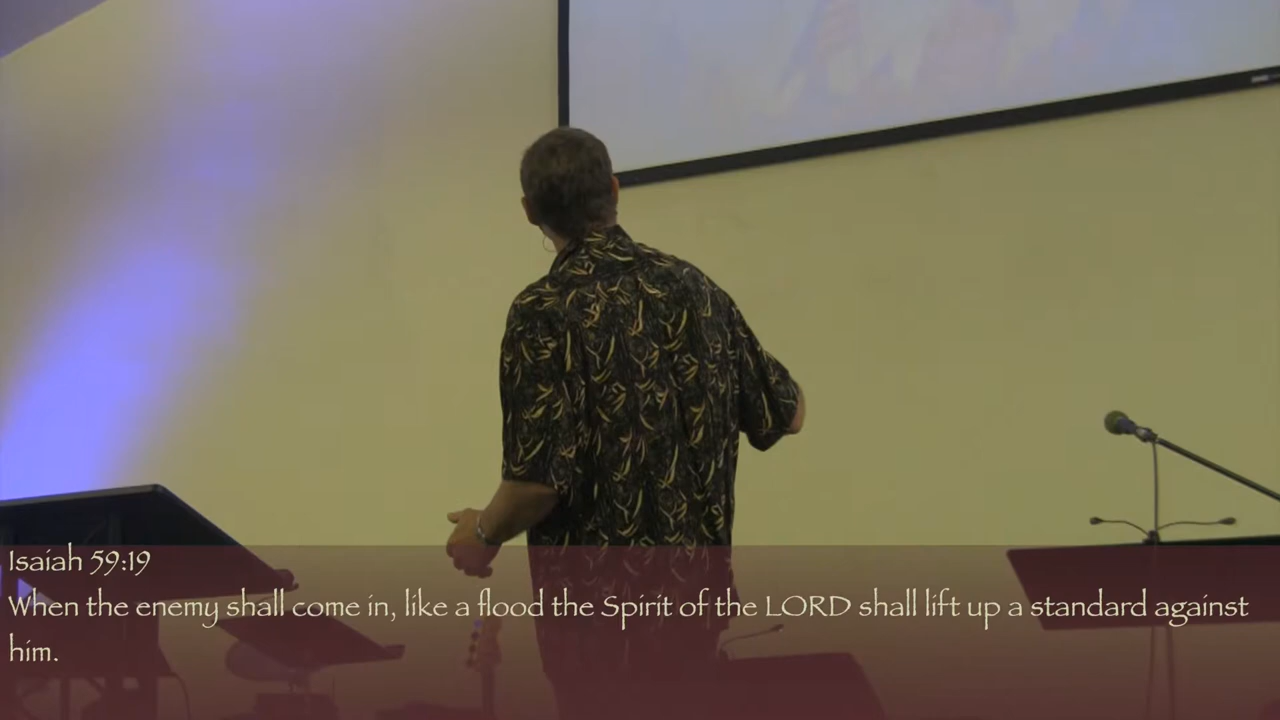 Isaiah 59:19
When the enemy shall come in, like a flood the Spirit of the LORD shall lift up a standard against
him.